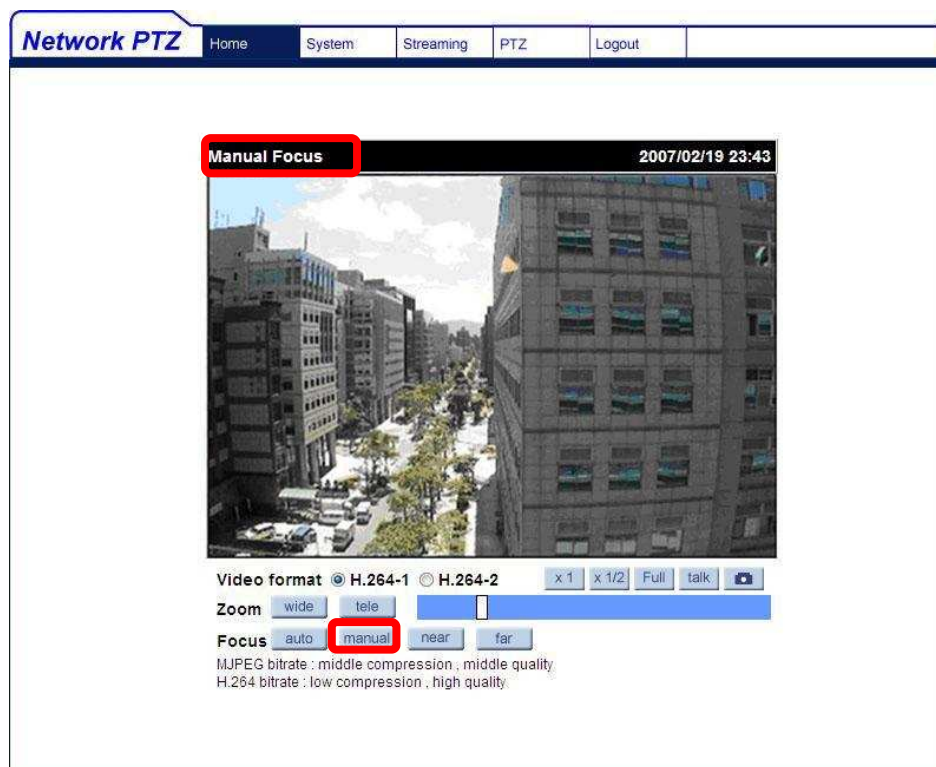 Network PTZ Home System Streaming PTZ Logout
Manual Focus 2007/02/19 23:43
Video format H.264-1 H.264-2 x 1 x 1/2 Full talk
Zoom wide tele
Focus auto manual near far
MJPEG bitrate : middle compression , middle quality
H.264 bitrate : low compression , high quality